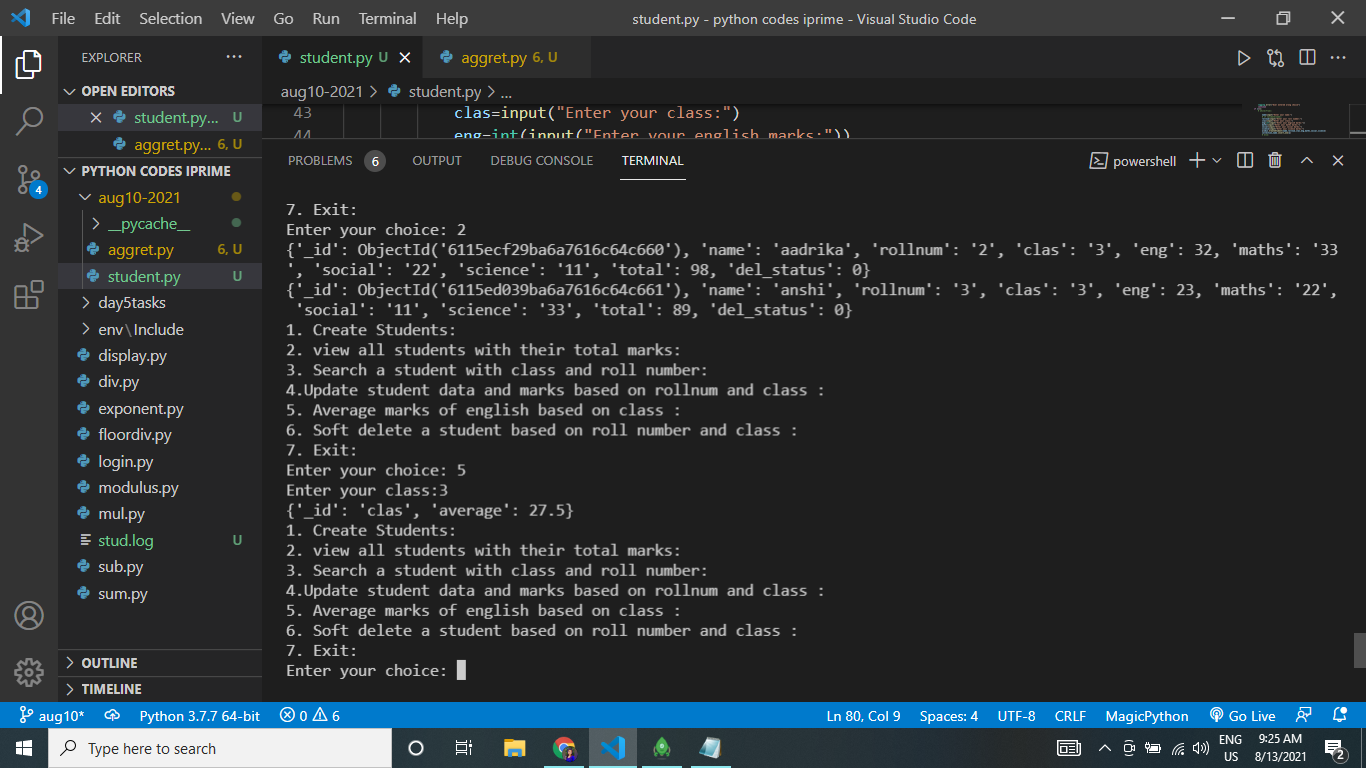 File Edit Selection View Go Run Terminal Help student.py - python codes iprime - Visual Studio Code
EXPLORER
OPEN EDITORS
student.py... U
aggret.py... 6, U
PYTHON CODES IPRIME
aug10-2021
__pycache__
aggret.py 6, U
student.py U
day5tasks
env\Include
display.py
div.py
exponent.py
floordiv.py
login.py
modulus.py
mul.py
stud.log U
sub.py
sum.py
OUTLINE
TIMELINE
4
student.py U
aggret.py 6, U
aug10-2021 > student.py > ...
43 clas=input("Enter your class:")
44 eng=int(input("Enter your english marks:"))
PROBLEMS 6 OUTPUT DEBUG CONSOLE TERMINAL powershell
7. Exit:
Enter your choice: 2
{'_id': ObjectId('6115ecf29ba6a7616c64c660'), 'name': 'aadrika', 'rollnum': '2', 'clas': '3', 'eng': 32, 'maths': '33
', 'social': '22', 'science': '11', 'total': 98, 'del_status': 0}
{'_id': ObjectId('6115ed039ba6a7616c64c661'), 'name': 'anshi', 'rollnum': '3', 'clas': '3', 'eng': 23, 'maths': '22',
'social': '11', 'science': '33', 'total': 89, 'del_status': 0}
1. Create Students:
2. view all students with their total marks:
3. Search a student with class and roll number:
4.Update student data and marks based on rollnum and class :
5. Average marks of english based on class :
6. Soft delete a student based on roll number and class :
7. Exit:
Enter your choice: 5
Enter your class:3
{'_id': 'clas', 'average': 27.5}
1. Create Students:
2. view all students with their total marks:
3. Search a student with class and roll number:
4.Update student data and marks based on rollnum and class :
5. Average marks of english based on class :
6. Soft delete a student based on roll number and class :
7. Exit:
Enter your choice:
aug10* Python 3.7.7 64-bit 0 6 Ln 80, Col 9 Spaces: 4 UTF-8 CRLF MagicPython Go Live
Type here to search
ENG
US
9:25 AM
8/13/2021
2